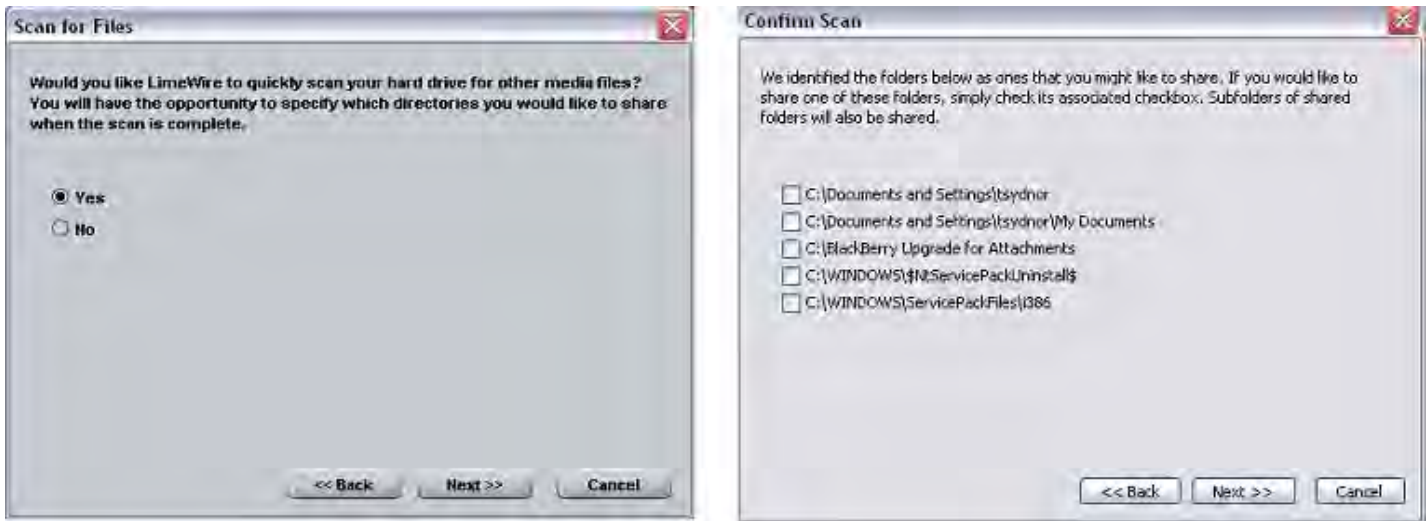 Scan for Files
Would you like LimeWire to quickly scan your hard drive for other media files?
You will have the opportunity to specify which directories you would like to share
when the scan is complete.
Yes
No
<< Back
Next >>
Cancel
Confirm Scan
We identified the folders below as ones that you might like to share. If you would like to
share one of these folders, simply check its associated checkbox. Subfolders of shared
folders will also be shared.
C:\Documents and Settings\tsydnor
C:\Documents and Settings\tsydnor\My Documents
C:\BlackBerry Upgrade for Attachments
C:\WINDOWS\$NtServicePackUninstall$
C:\WINDOWS\ServicePackFiles\i386
<< Back
Next >>
Cancel